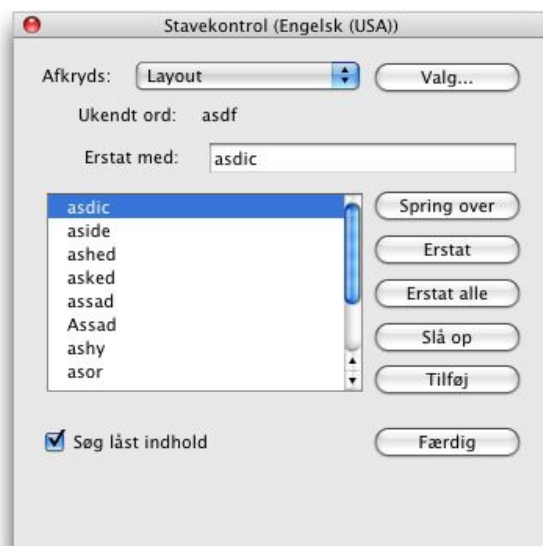 Stavekontrol (Engelsk (USA))
Afkryds: Layout Valg...
Ukendt ord: asdf
Erstat med: asdic
asdic
aside
ashed
asked
assad
Assad
ashy
asor
Spring over
Erstat
Erstat alle
Slå op
Tilføj
Søg låst indhold
Færdig